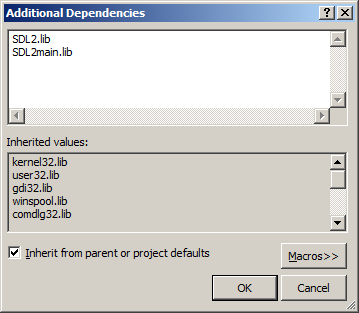 Additional Dependencies
SDL2.lib
SDL2main.lib
Inherited values:
kernel32.lib
user32.lib
gdi32.lib
winspool.lib
comdlg32.lib
Inherit from parent or project defaults
Macros>>
OK
Cancel